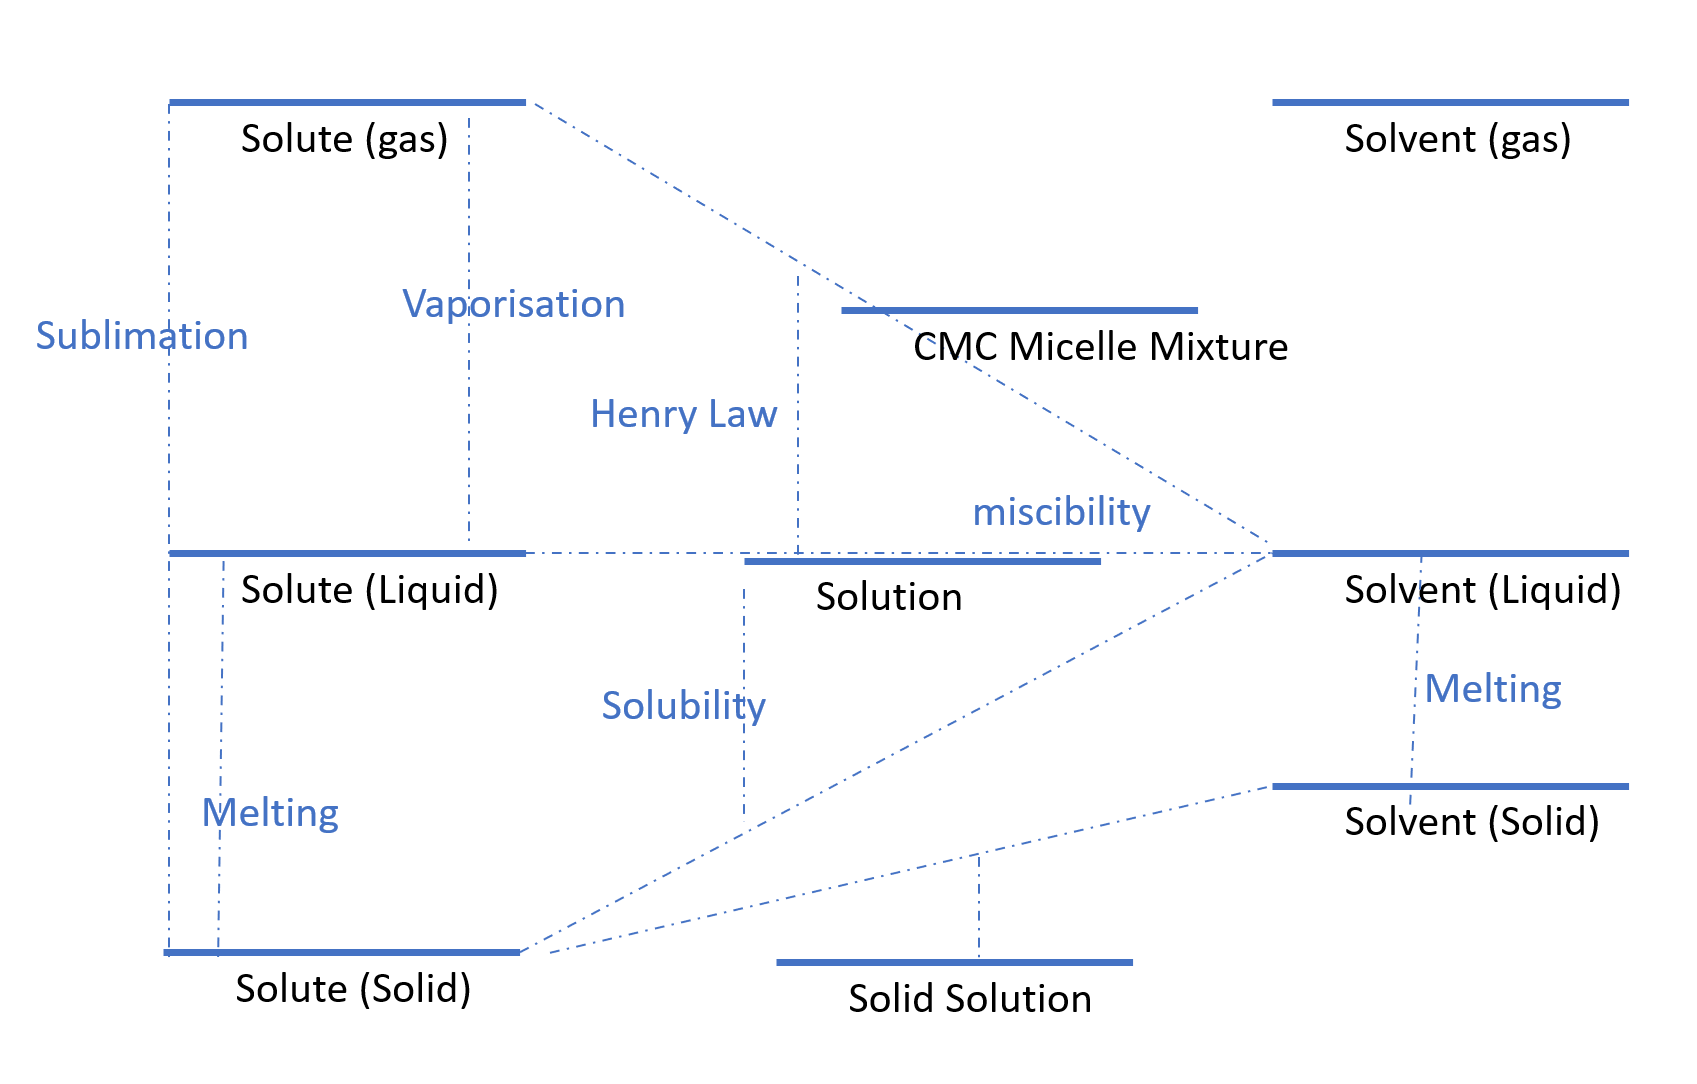 Solute (gas)
Solvent (gas)
Vaporisation
Sublimation
CMC Micelle Mixture
Henry Law
miscibility
Solute (Liquid)
Solution
Solvent (Liquid)
Solubility
Melting
Melting
Solvent (Solid)
Solute (Solid)
Solid Solution